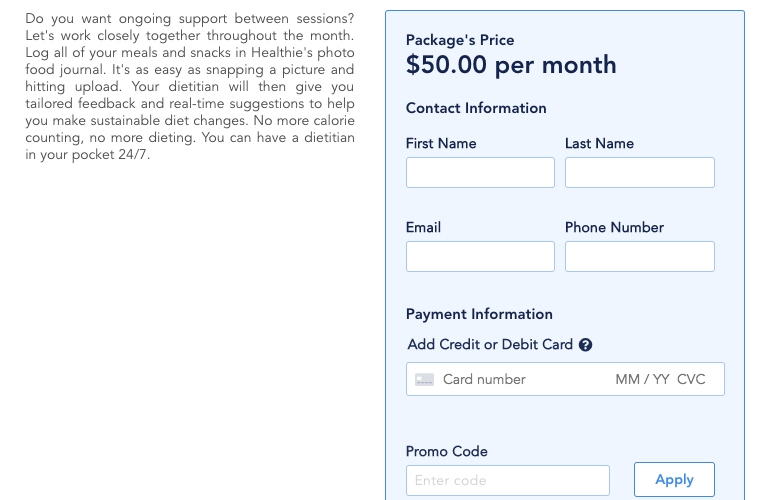 Do you want ongoing support between sessions?
Let's work closely together throughout the month.
Log all of your meals and snacks in Healthie's photo
food journal. It's as easy as snapping a picture and
hitting upload. Your dietitian will then give you
tailored feedback and real-time suggestions to help
you make sustainable diet changes. No more calorie
counting, no more dieting. You can have a dietitian
in your pocket 24/7.
Package's Price
$50.00 per month
Contact Information
First Name Last Name
Email Phone Number
Payment Information
Add Credit or Debit Card ?
Card number MM / YY CVC
Promo Code
Enter code Apply